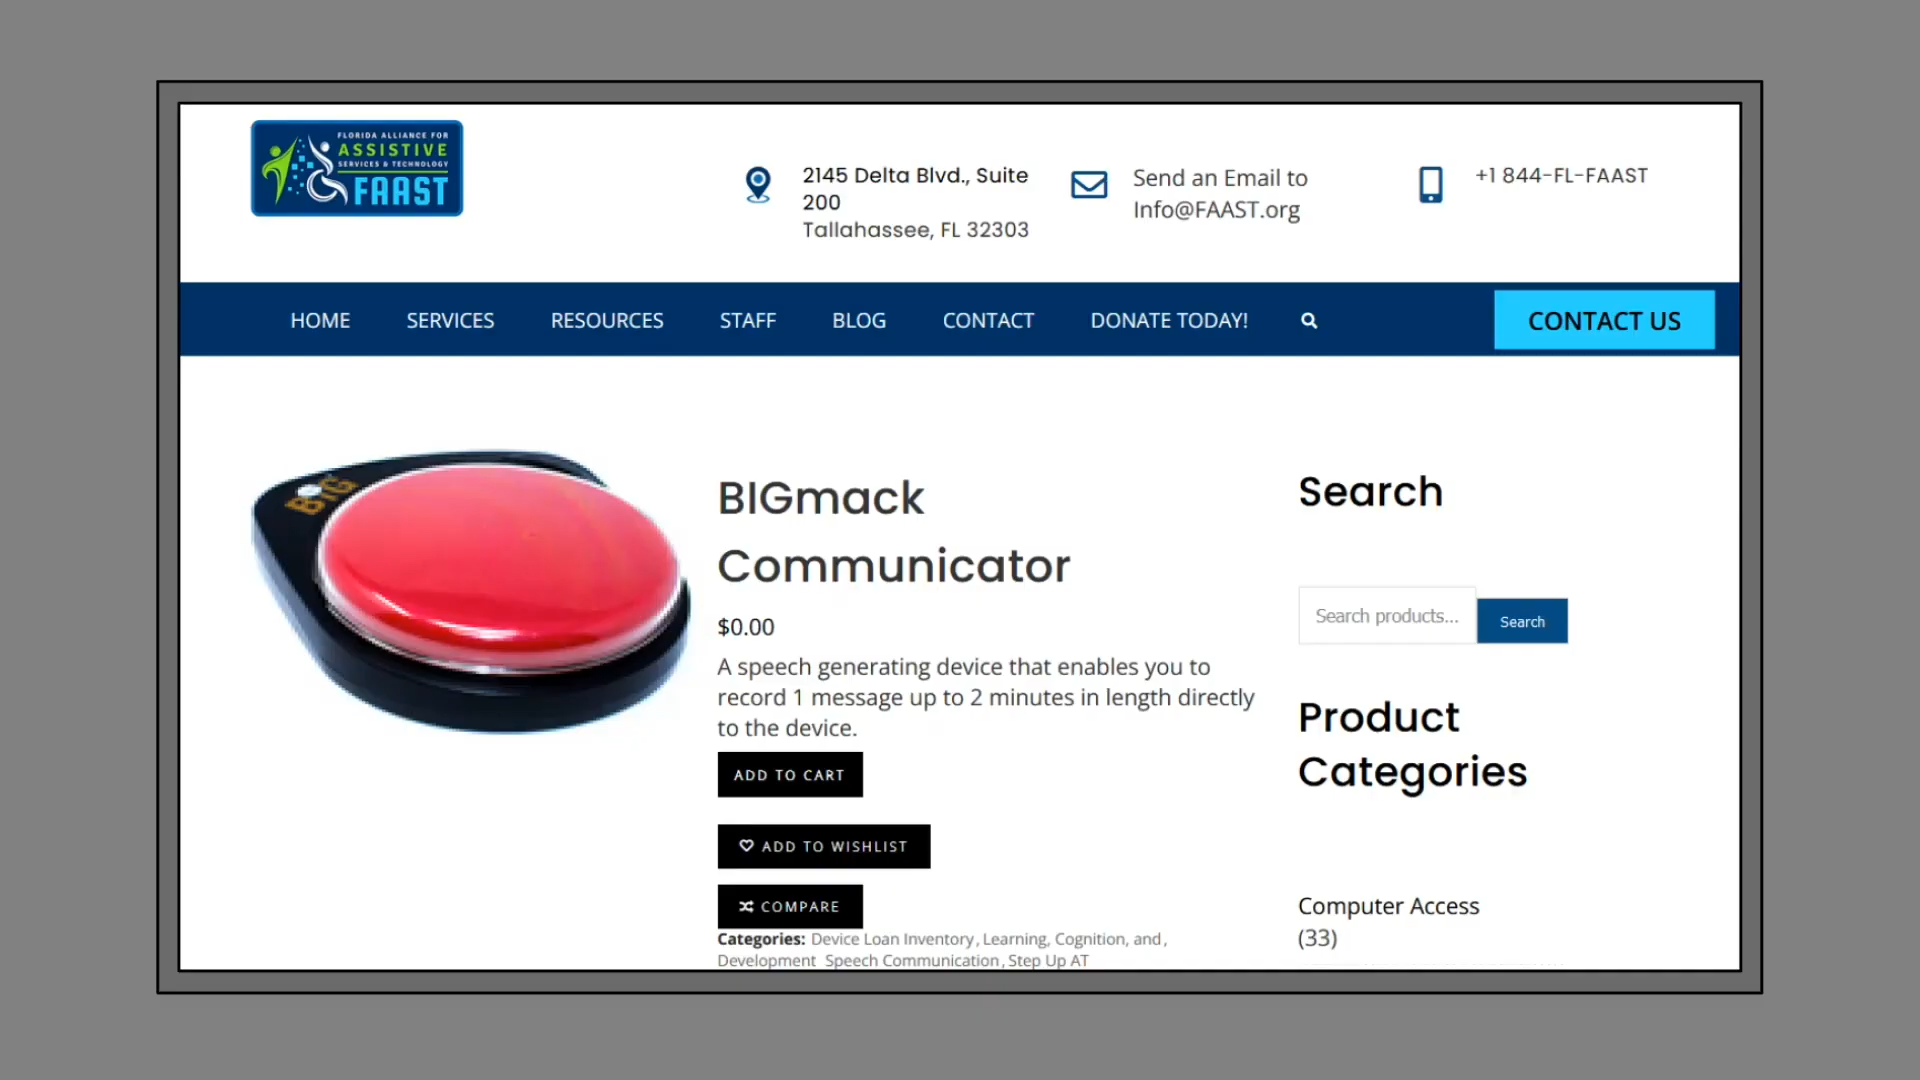 FLORIDA ALLIANCE FOR
ASSISTIVE
SERVICES & TECHNOLOGY
FAAST
2145 Delta Blvd., Suite
200
Tallahassee, FL 32303
Send an Email to
Info@FAAST.org
+1 844-FL-FAAST
HOME SERVICES RESOURCES STAFF BLOG CONTACT DONATE TODAY! CONTACT US
BIG
BIGmack
Communicator
$0.00
A speech generating device that enables you to
record 1 message up to 2 minutes in length directly
to the device.
ADD TO CART
ADD TO WISHLIST
COMPARE
Categories: Device Loan Inventory, Learning, Cognition, and,
Development Speech Communication, Step Up AT
Search
Search products... Search
Product
Categories
Computer Access
(33)